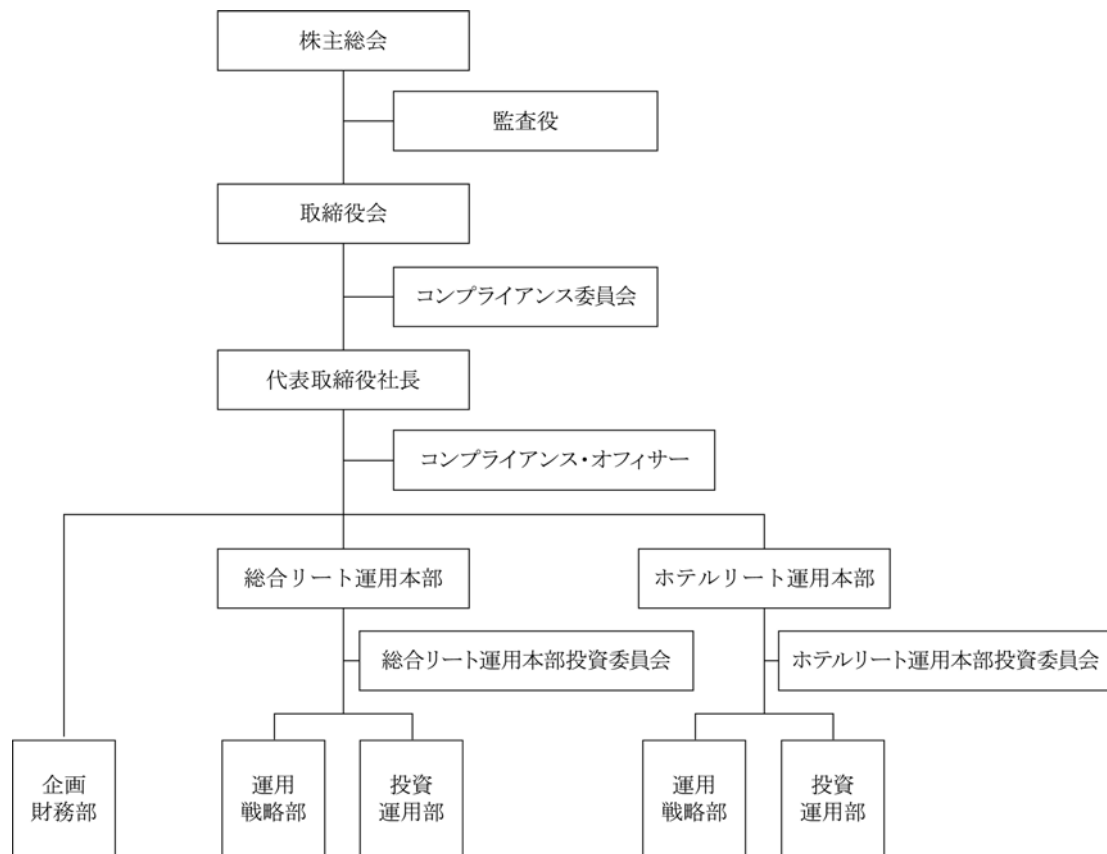 株主総会
監査役
取締役会
コンプライアンス委員会
代表取締役社長
コンプライアンス・オフィサー
総合リート運用本部
ホテルリート運用本部
総合リート運用本部投資委員会
ホテルリート運用本部投資委員会
企画
財務部
運用
戦略部
投資
運用部
運用
戦略部
投資
運用部